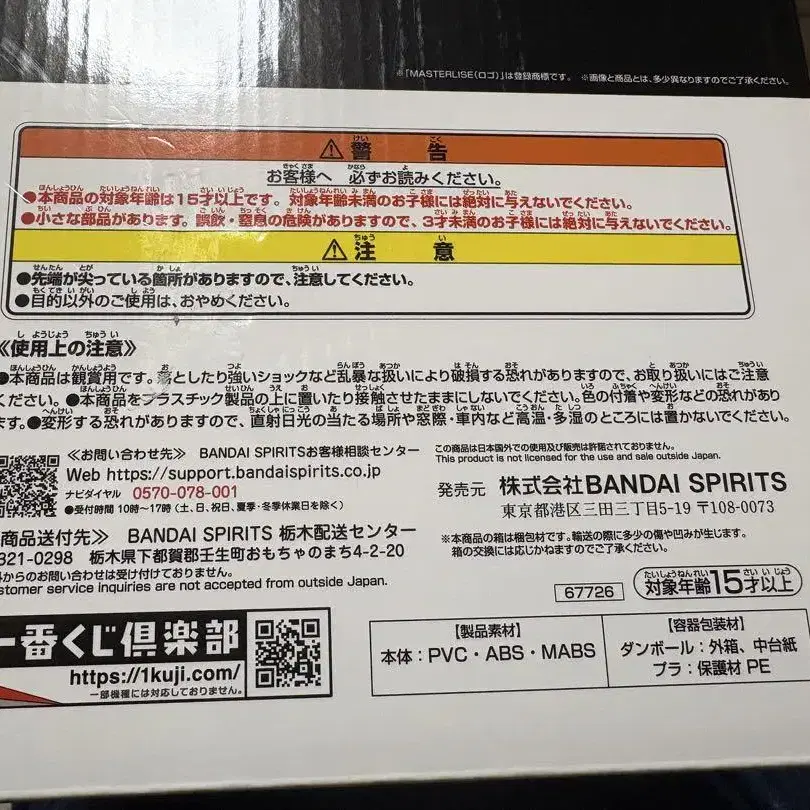 ※「MASTERLISE(ロゴ)」は登録商標です。 ※画像と商品とは、多少異なりますのでご了承ください。
⚠警告
お客様へ 必ずお読みください。
●本商品の対象年齢は15才以上です。対象年齢未満のお子様には絶対に与えないでください。
●小さな部品があります。誤飲・窒息の危険がありますので、3才未満のお子様には絶対に与えないでください。
⚠注意
●先端が尖っている箇所がありますので、注意してください。
●目的以外のご使用は、おやめください。
《使用上の注意》
●本商品は観賞用です。落としたり強いショックなど乱暴な扱いにより破損する恐れがありますので、お取り扱いにはご注意
ください。●本商品をプラスチック製品の上に置いたり接触させたままにしないでください。色の付着や変形などの恐れがあり
ます。●変形する恐れがありますので、直射日光の当たる場所や窓際・車内など高温・多湿のところには置かないでください。
≪お問い合わせ先≫ BANDAI SPIRITSお客様相談センター
Web https://support.bandaispirits.co.jp
ナビダイヤル 0570-078-001
●受付時間 10時〜17時(土、日、祝日、夏季・冬季休業日を除く)
商品送付先≫ BANDAI SPIRITS 栃木配送センター
321-0298 栃木県下都賀郡壬生町おもちゃのまち4-2-20
外からのお問い合わせは受け付けておりません。
stomer service inquiries are not accepted from outside Japan.
この商品は日本国外での使用及び販売は許諾されておりません。
This product is not licensed for the use and sale outside Japan.
発売元 株式会社BANDAI SPIRITS
東京都港区三田三丁目5-19 〒108-0073
※本商品の箱は梱包材です。輸送の際に多少の傷や凹みが生じます。
箱の交換には応じかねますのでご了承ください。
67726
対象年齢15才以上
一番くじ倶楽部
https://1kuji.com/
一部機種には対応しておりません。
【製品素材】
本体:PVC・ABS・MABS
【容器包装材】
ダンボール:外箱、中台紙
プラ:保護材 PE